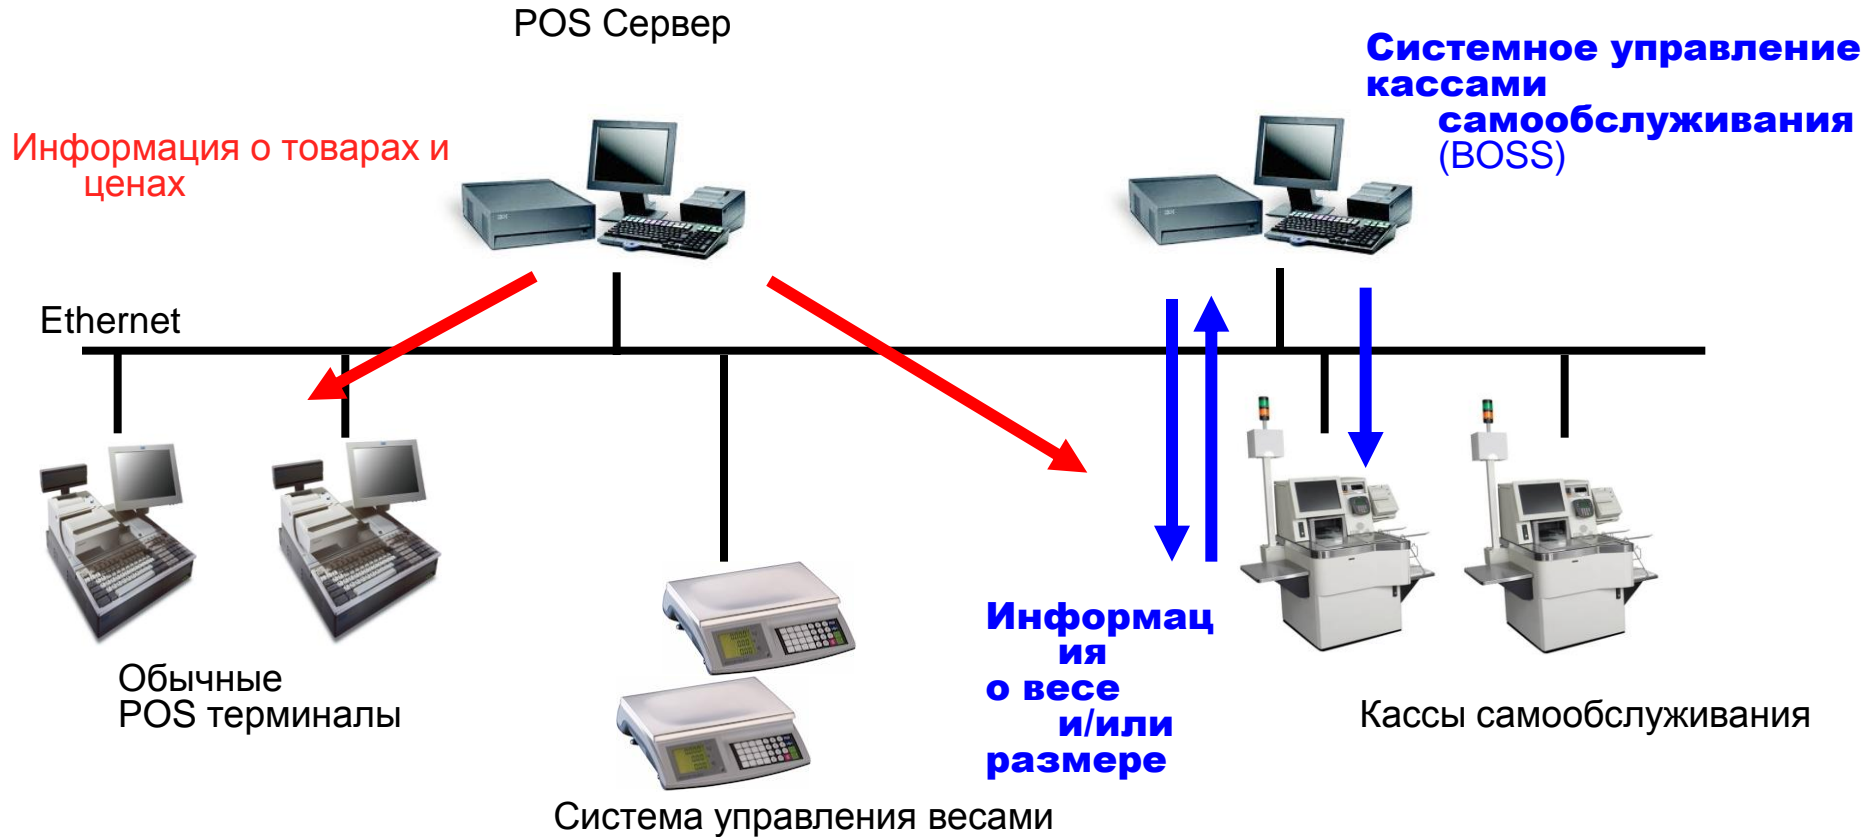 POS Сервер
Системное управление
кассами
самообслуживания
(BOSS)
Информация о товарах и
ценах
Ethernet
Обычные
POS терминалы
Информац
ия
о весе
и/или
размере
Кассы самообслуживания
Система управления весами